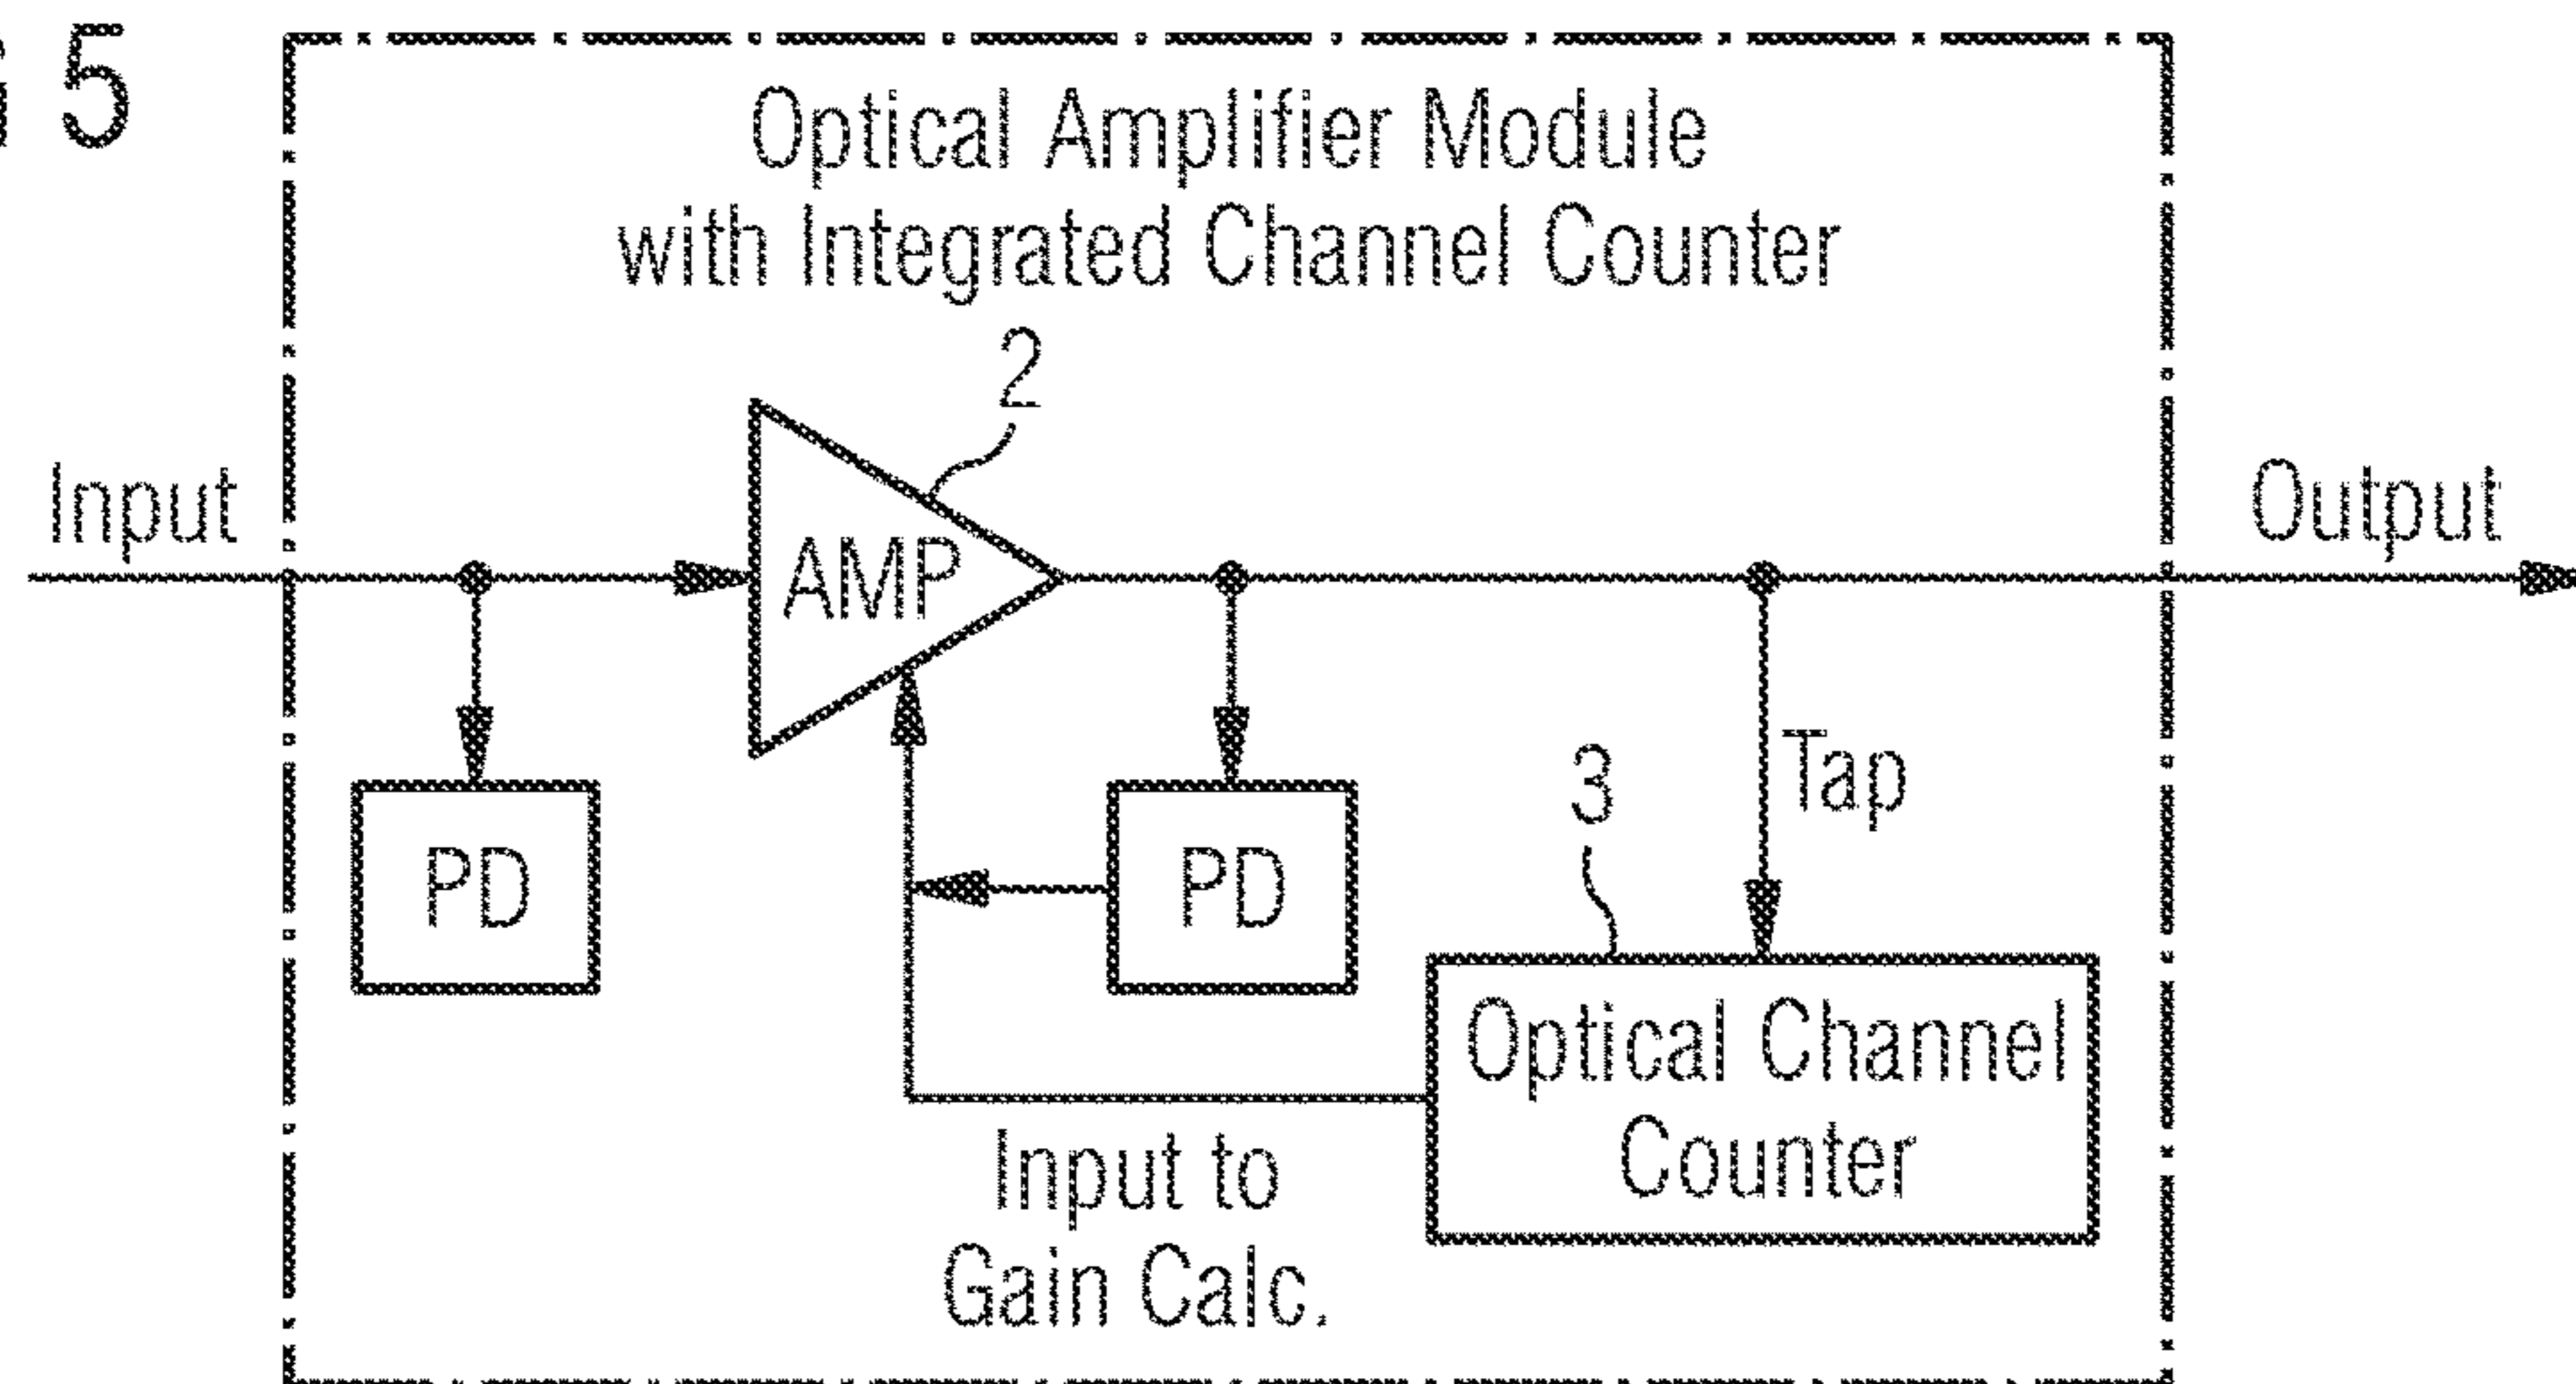 5
Optical Amplifier Module
with Integrated Channel Counter
2
Input
Output
AMP
Tap
3
PD
PD
Optical Channel
Counter
Input to
Gain Calc.